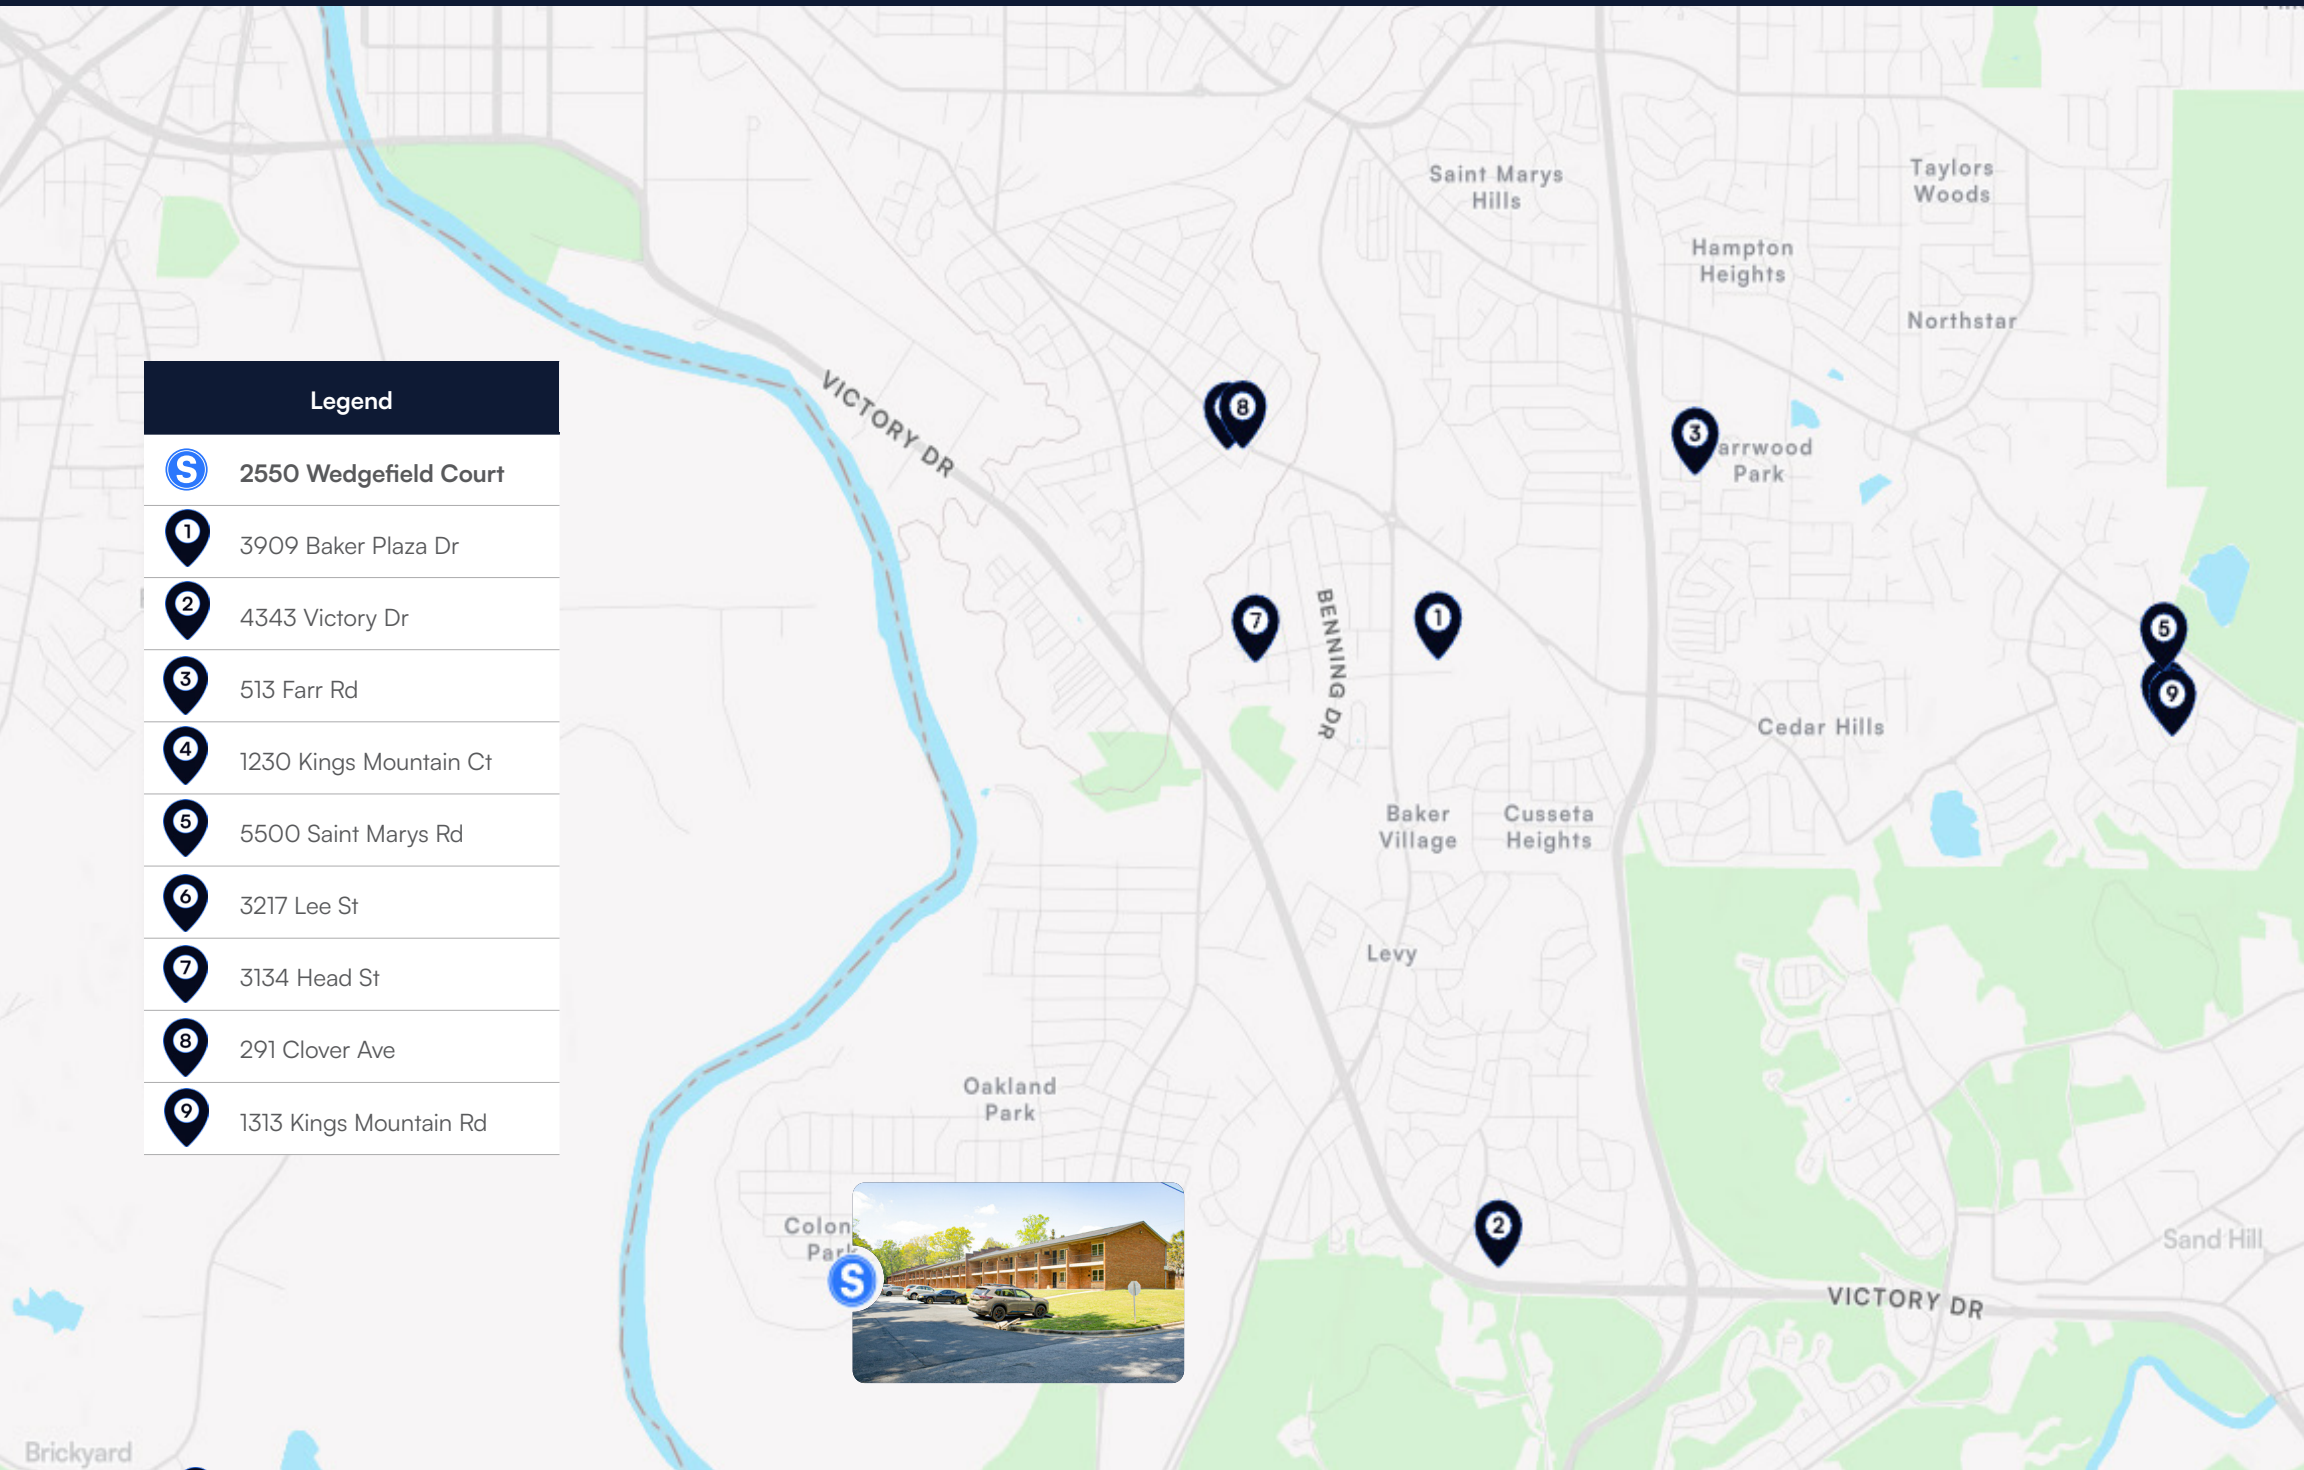 Saint Marys
Hills
Taylors
Woods
Hampton
Heights
Northstar
VICTORY DR
8
3
arrwood
Park
Legend
S 2550 Wedgefield Court
1 3909 Baker Plaza Dr
2 4343 Victory Dr
3 513 Farr Rd
4 1230 Kings Mountain Ct
5 5500 Saint Marys Rd
6 3217 Lee St
7 3134 Head St
8 291 Clover Ave
9 1313 Kings Mountain Rd
7
BENNING DR
1
5
9
Cedar Hills
Baker
Village
Cusseta
Heights
Levy
Oakland
Park
Colon
Park
S
2
Sand Hill
VICTORY DR
Brickyard